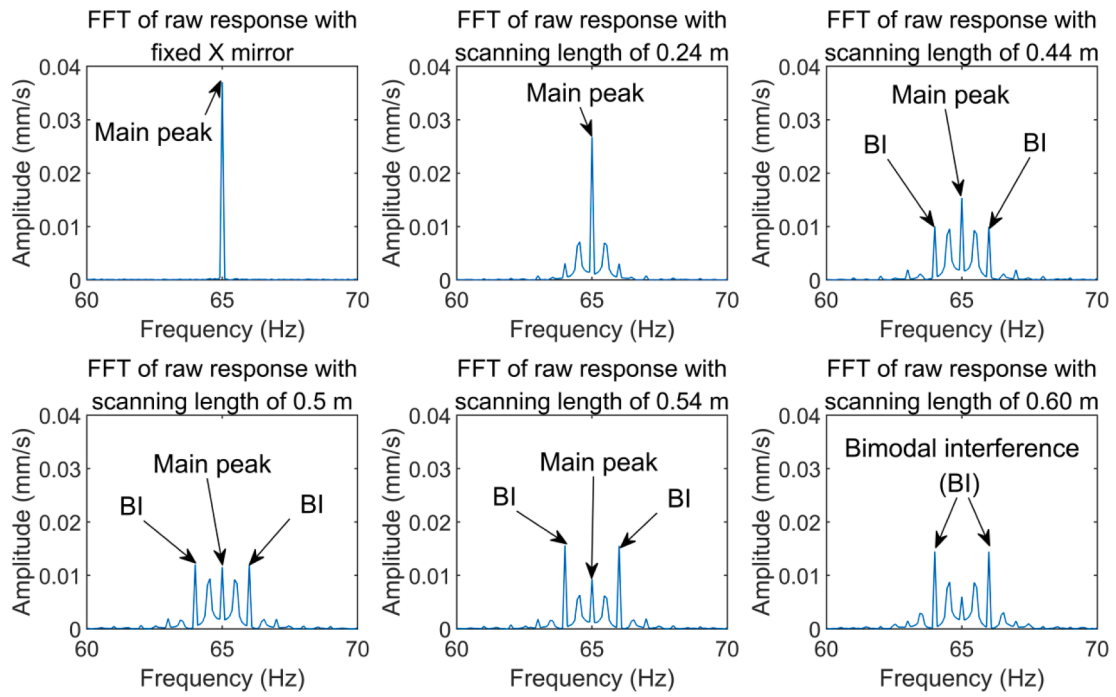 FFT of raw response with
fixed X mirror
0.04
0.03
0.02
0.01
0
Amplitude (mm/s)
Main peak
60
65
70
Frequency (Hz)
FFT of raw response with
scanning length of 0.24 m
0.04
0.03
0.02
0.01
0
Amplitude (mm/s)
Main peak
60
65
70
Frequency (Hz)
FFT of raw response with
scanning length of 0.44 m
0.04
0.03
0.02
0.01
0
Amplitude (mm/s)
Main peak
BI
BI
60
65
70
Frequency (Hz)
FFT of raw response with
scanning length of 0.5 m
0.04
0.03
0.02
0.01
0
Amplitude (mm/s)
Main peak
BI
BI
60
65
70
Frequency (Hz)
FFT of raw response with
scanning length of 0.54 m
0.04
0.03
0.02
0.01
0
Amplitude (mm/s)
Main peak
BI
BI
60
65
70
Frequency (Hz)
FFT of raw response with
scanning length of 0.60 m
0.04
0.03
0.02
0.01
0
Amplitude (mm/s)
Bimodal interference
(BI)
60
65
70
Frequency (Hz)